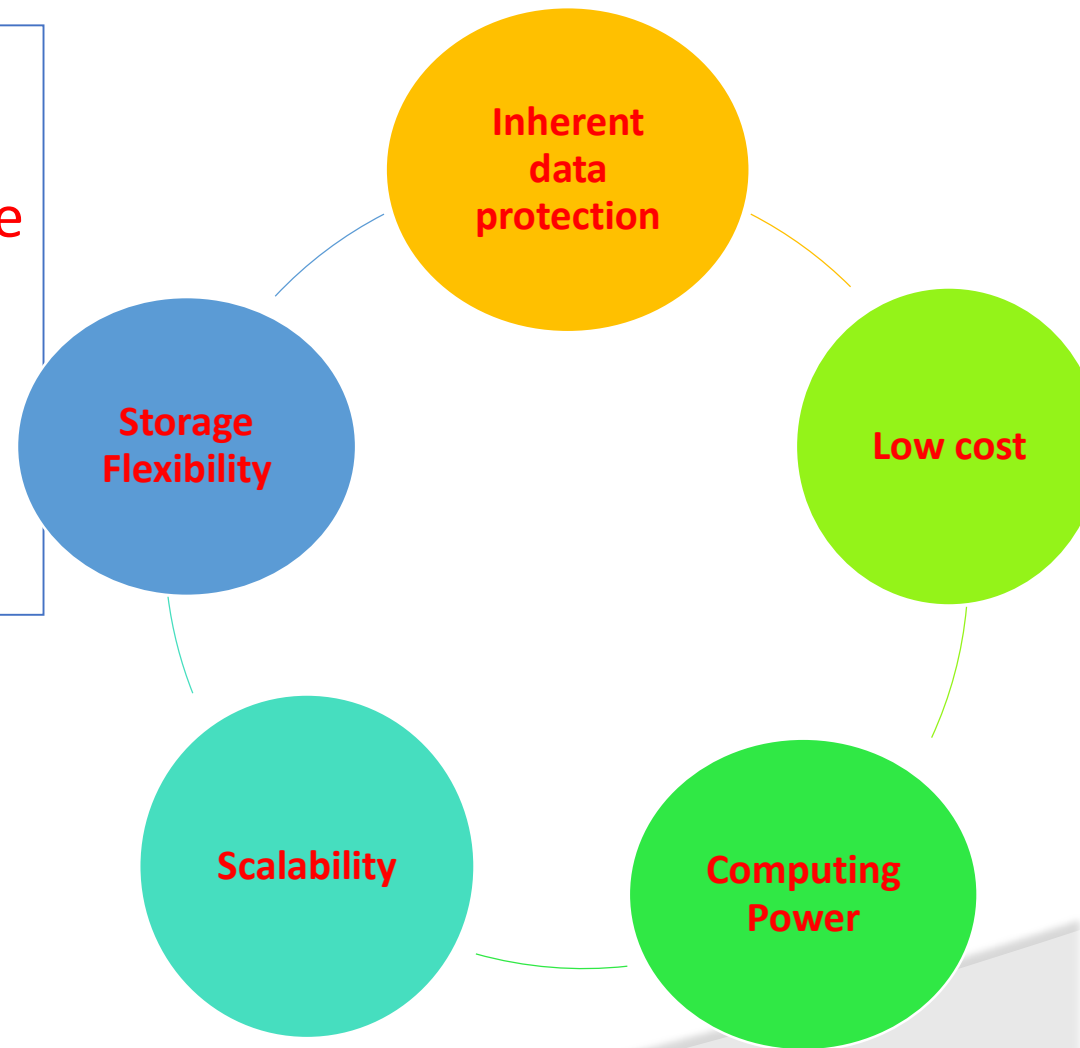 Inherent
data
protection
e
Storage
Flexibility
Low cost
Scalability
Computing
Power